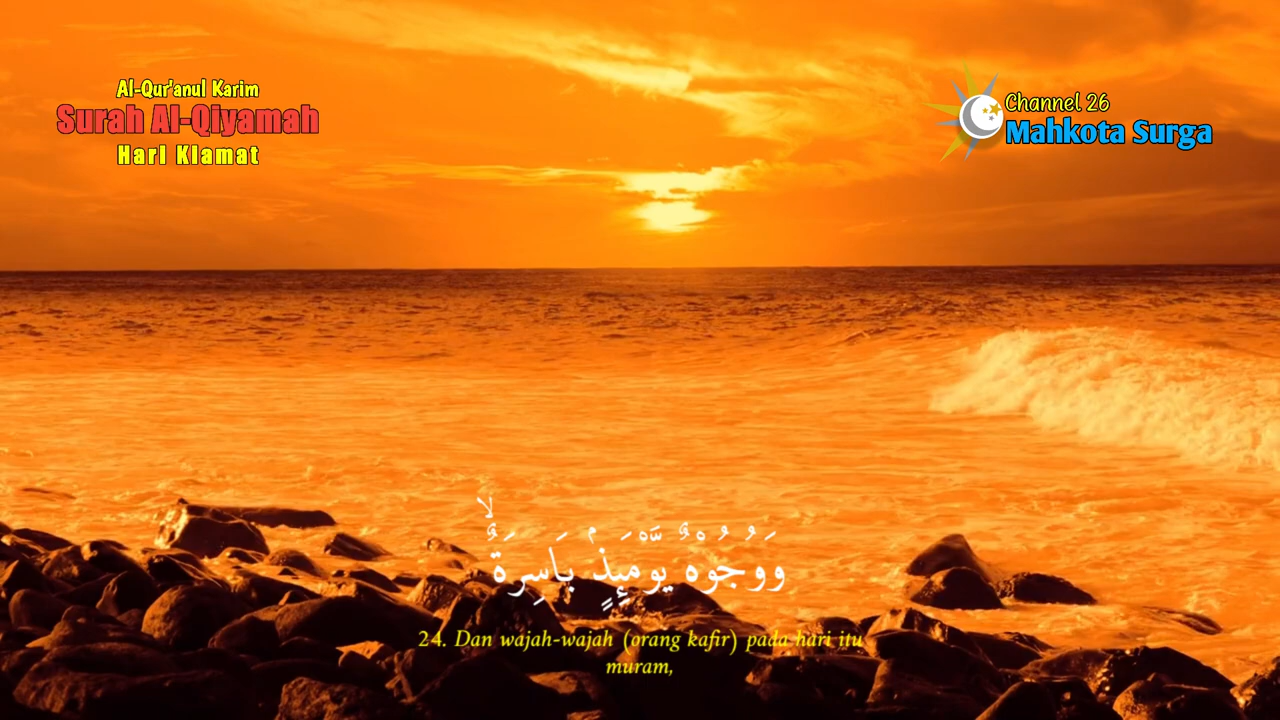 Al-Qur'anul Karim
Surah Al-Qiyamah
Hari Kiamat
Channel 26
Mahkota Surga
وَوُجُوْهٌ يَّوْمَىِٕذٍۢ بَاسِرَةٌۙ
24. Dan wajah-wajah (orang kafir) pada hari itu
muram,